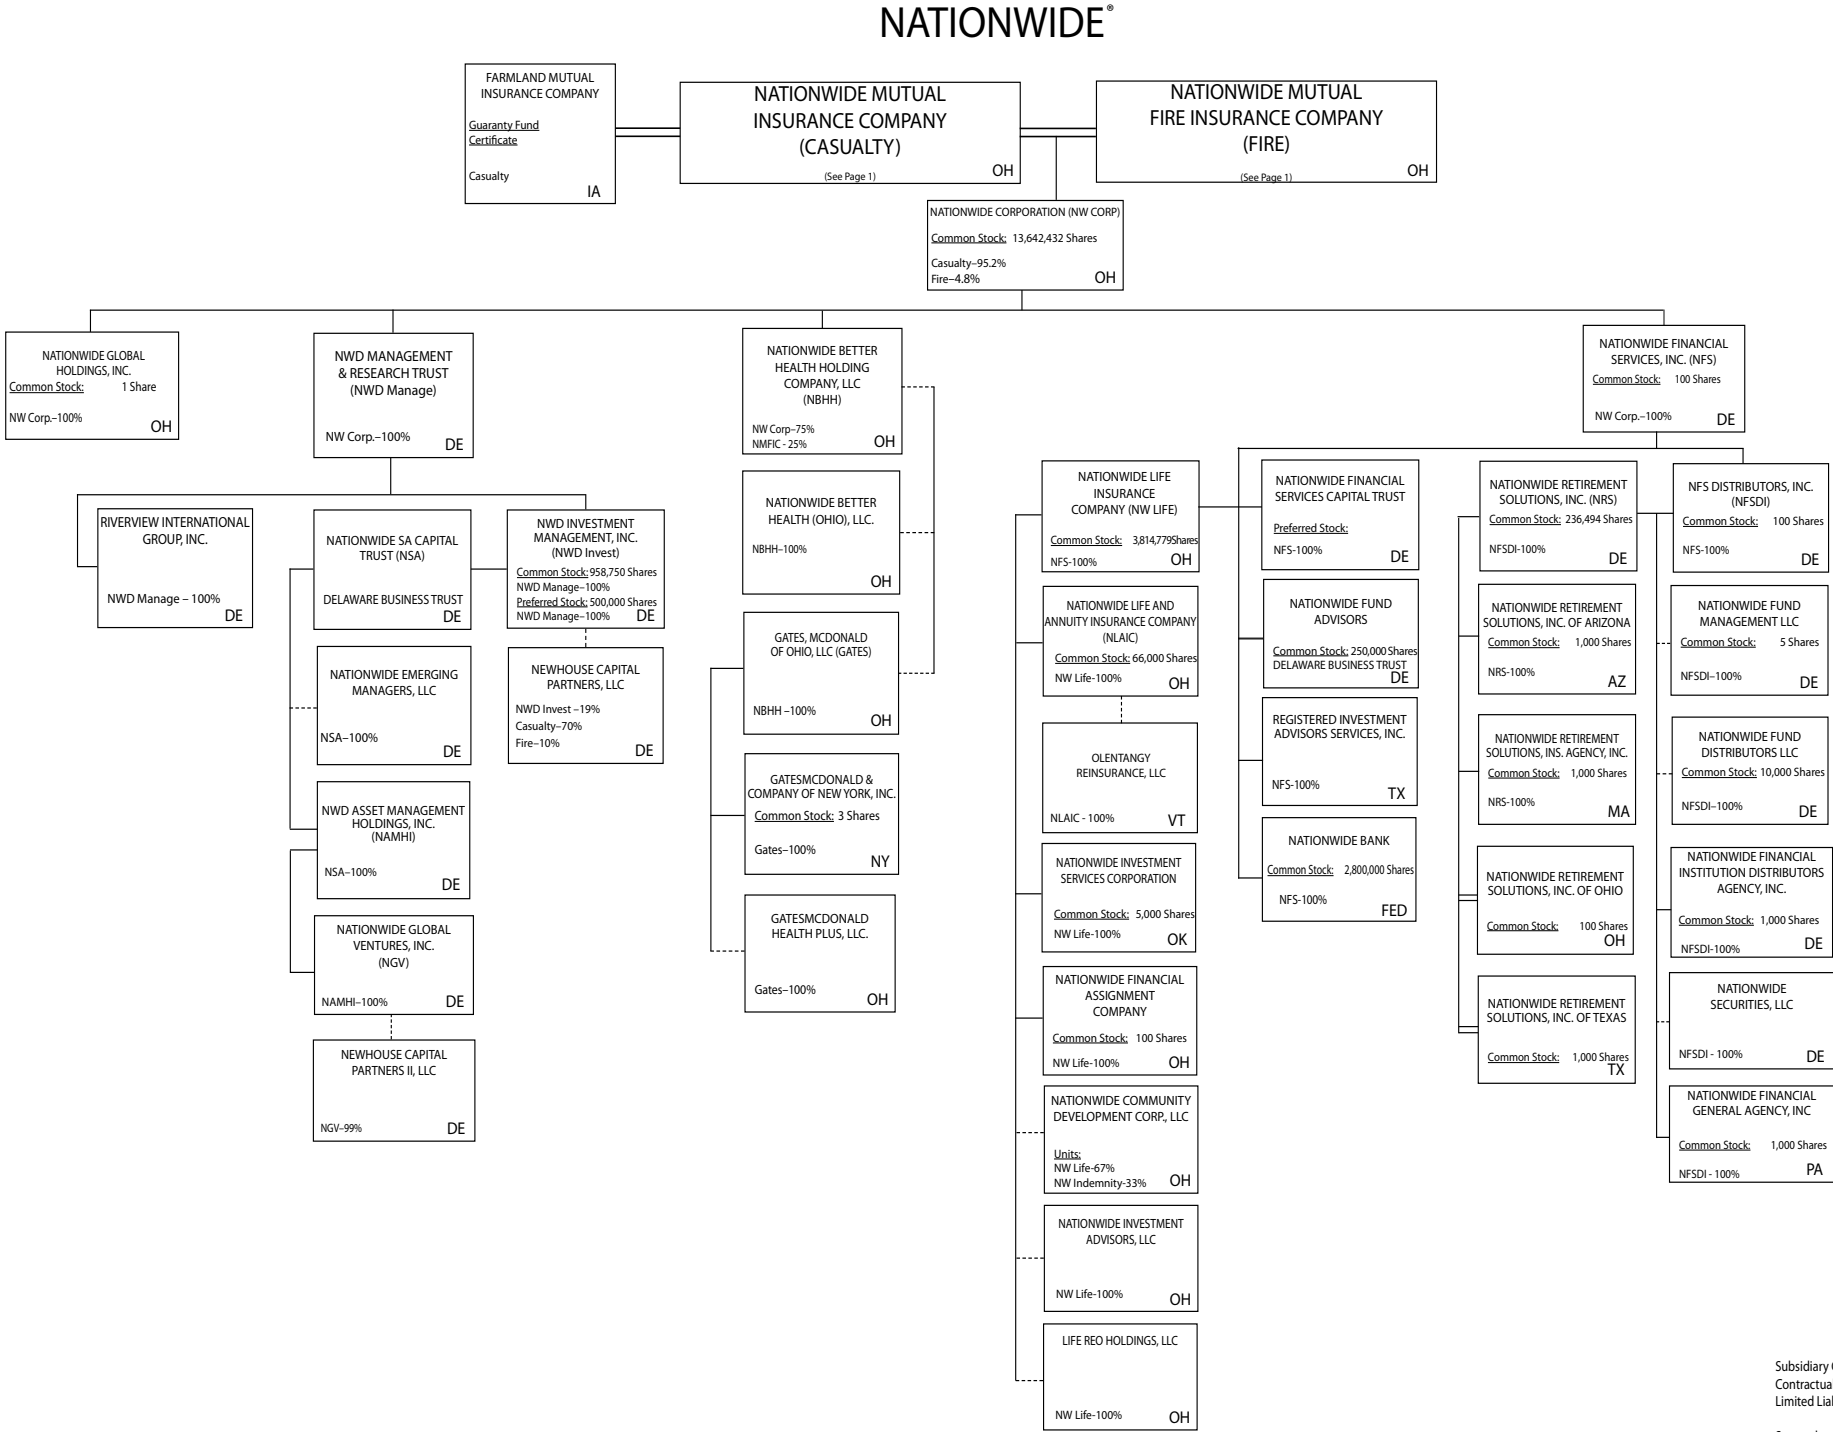 NATIONWIDE®
FARMLAND MUTUAL
INSURANCE COMPANY
Guaranty Fund
Certificate
Casualty
IA
NATIONWIDE MUTUAL
INSURANCE COMPANY
(CASUALTY)
(See Page 1)
OH
NATIONWIDE MUTUAL
FIRE INSURANCE COMPANY
(FIRE)
(See Page 1)
OH
NATIONWIDE CORPORATION (NW CORP)
Common Stock: 13,642,432 Shares
Casualty–95.2%
Fire–4.8%
OH
NATIONWIDE GLOBAL
HOLDINGS, INC.
Common Stock: 1 Share
NW Corp.–100%
OH
NWD MANAGEMENT
& RESEARCH TRUST
(NWD Manage)
NW Corp.–100%
DE
NATIONWIDE BETTER
HEALTH HOLDING
COMPANY, LLC
(NBHH)
NW Corp–75%
NMFIC - 25%
OH
NATIONWIDE FINANCIAL
SERVICES, INC. (NFS)
Common Stock: 100 Shares
NW Corp.–100%
DE
RIVERVIEW INTERNATIONAL
GROUP, INC.
NWD Manage – 100%
DE
NATIONWIDE SA CAPITAL
TRUST (NSA)
DELAWARE BUSINESS TRUST
DE
NWD INVESTMENT
MANAGEMENT, INC.
(NWD Invest)
Common Stock: 958,750 Shares
NWD Manage–100%
Preferred Stock: 500,000 Shares
NWD Manage–100%
DE
NATIONWIDE EMERGING
MANAGERS, LLC
NSA–100%
DE
NEWHOUSE CAPITAL
PARTNERS, LLC
NWD Invest –19%
Casualty–70%
Fire–10%
DE
NWD ASSET MANAGEMENT
HOLDINGS, INC.
(NAMHI)
NSA–100%
DE
NATIONWIDE GLOBAL
VENTURES, INC.
(NGV)
NAMHI–100%
DE
NEWHOUSE CAPITAL
PARTNERS II, LLC
NGV–99%
DE
NATIONWIDE BETTER
HEALTH (OHIO), LLC.
NBHH–100%
OH
GATES, MCDONALD
OF OHIO, LLC (GATES)
NBHH –100%
OH
GATESMCDONALD &
COMPANY OF NEW YORK, INC.
Common Stock: 3 Shares
Gates–100%
NY
GATESMCDONALD
HEALTH PLUS, LLC.
Gates–100%
OH
NATIONWIDE LIFE
INSURANCE
COMPANY (NW LIFE)
Common Stock: 3,814,779Shares
NFS-100%
OH
NATIONWIDE LIFE AND
ANNUITY INSURANCE COMPANY
(NLAIC)
Common Stock: 66,000 Shares
NW Life-100%
OH
OLENTANGY
REINSURANCE, LLC
NLAIC - 100%
VT
NATIONWIDE INVESTMENT
SERVICES CORPORATION
Common Stock: 5,000 Shares
NW Life-100%
OK
NATIONWIDE FINANCIAL
ASSIGNMENT
COMPANY
Common Stock: 100 Shares
NW Life-100%
OH
NATIONWIDE COMMUNITY
DEVELOPMENT CORP., LLC
Units:
NW Life-67%
NW Indemnity-33%
OH
NATIONWIDE INVESTMENT
ADVISORS, LLC
NW Life-100%
OH
LIFE REO HOLDINGS, LLC
NW Life-100%
OH
NATIONWIDE FINANCIAL
SERVICES CAPITAL TRUST
Preferred Stock:
NFS-100%
DE
NATIONWIDE FUND
ADVISORS
Common Stock: 250,000 Shares
DELAWARE BUSINESS TRUST
DE
REGISTERED INVESTMENT
ADVISORS SERVICES, INC.
NFS-100%
TX
NATIONWIDE BANK
Common Stock: 2,800,000 Shares
NFS-100%
FED
NATIONWIDE RETIREMENT
SOLUTIONS, INC. (NRS)
Common Stock: 236,494 Shares
NFSDI-100%
DE
NATIONWIDE RETIREMENT
SOLUTIONS, INC. OF ARIZONA
Common Stock: 1,000 Shares
NRS-100%
AZ
NATIONWIDE RETIREMENT
SOLUTIONS, INS. AGENCY, INC.
Common Stock: 1,000 Shares
NRS-100%
MA
NATIONWIDE RETIREMENT
SOLUTIONS, INC. OF OHIO
Common Stock: 100 Shares
OH
NATIONWIDE RETIREMENT
SOLUTIONS, INC. OF TEXAS
Common Stock: 1,000 Shares
TX
NFS DISTRIBUTORS, INC.
(NFSDI)
Common Stock: 100 Shares
NFS-100%
DE
NATIONWIDE FUND
MANAGEMENT LLC
Common Stock: 5 Shares
NFSDI–100%
DE
NATIONWIDE FUND
DISTRIBUTORS LLC
Common Stock: 10,000 Shares
NFSDI–100%
DE
NATIONWIDE FINANCIAL
INSTITUTION DISTRIBUTORS
AGENCY, INC.
Common Stock: 1,000 Shares
NFSDI-100%
DE
NATIONWIDE
SECURITIES, LLC
NFSDI - 100%
DE
NATIONWIDE FINANCIAL
GENERAL AGENCY, INC
Common Stock: 1,000 Shares
NFSDI - 100%
PA
Subsidiary
Contractua
Limited Lia